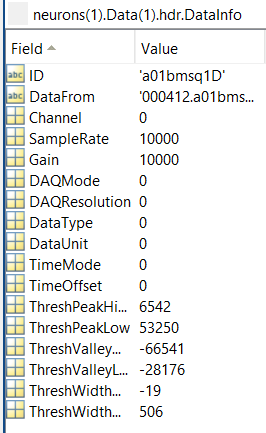 neurons(1).Data(1).hdr.DataInfo
Field Value
ID 'a01bmsq1D'
DataFrom '000412.a01bms...
Channel 0
SampleRate 10000
Gain 10000
DAQMode 0
DAQResolution 0
DataType 0
DataUnit 0
TimeMode 0
TimeOffset 0
ThreshPeakHi... 6542
ThreshPeakLow 53250
ThreshValley... -66541
ThreshValleyL... -28176
ThreshWidth... -19
ThreshWidth... 506